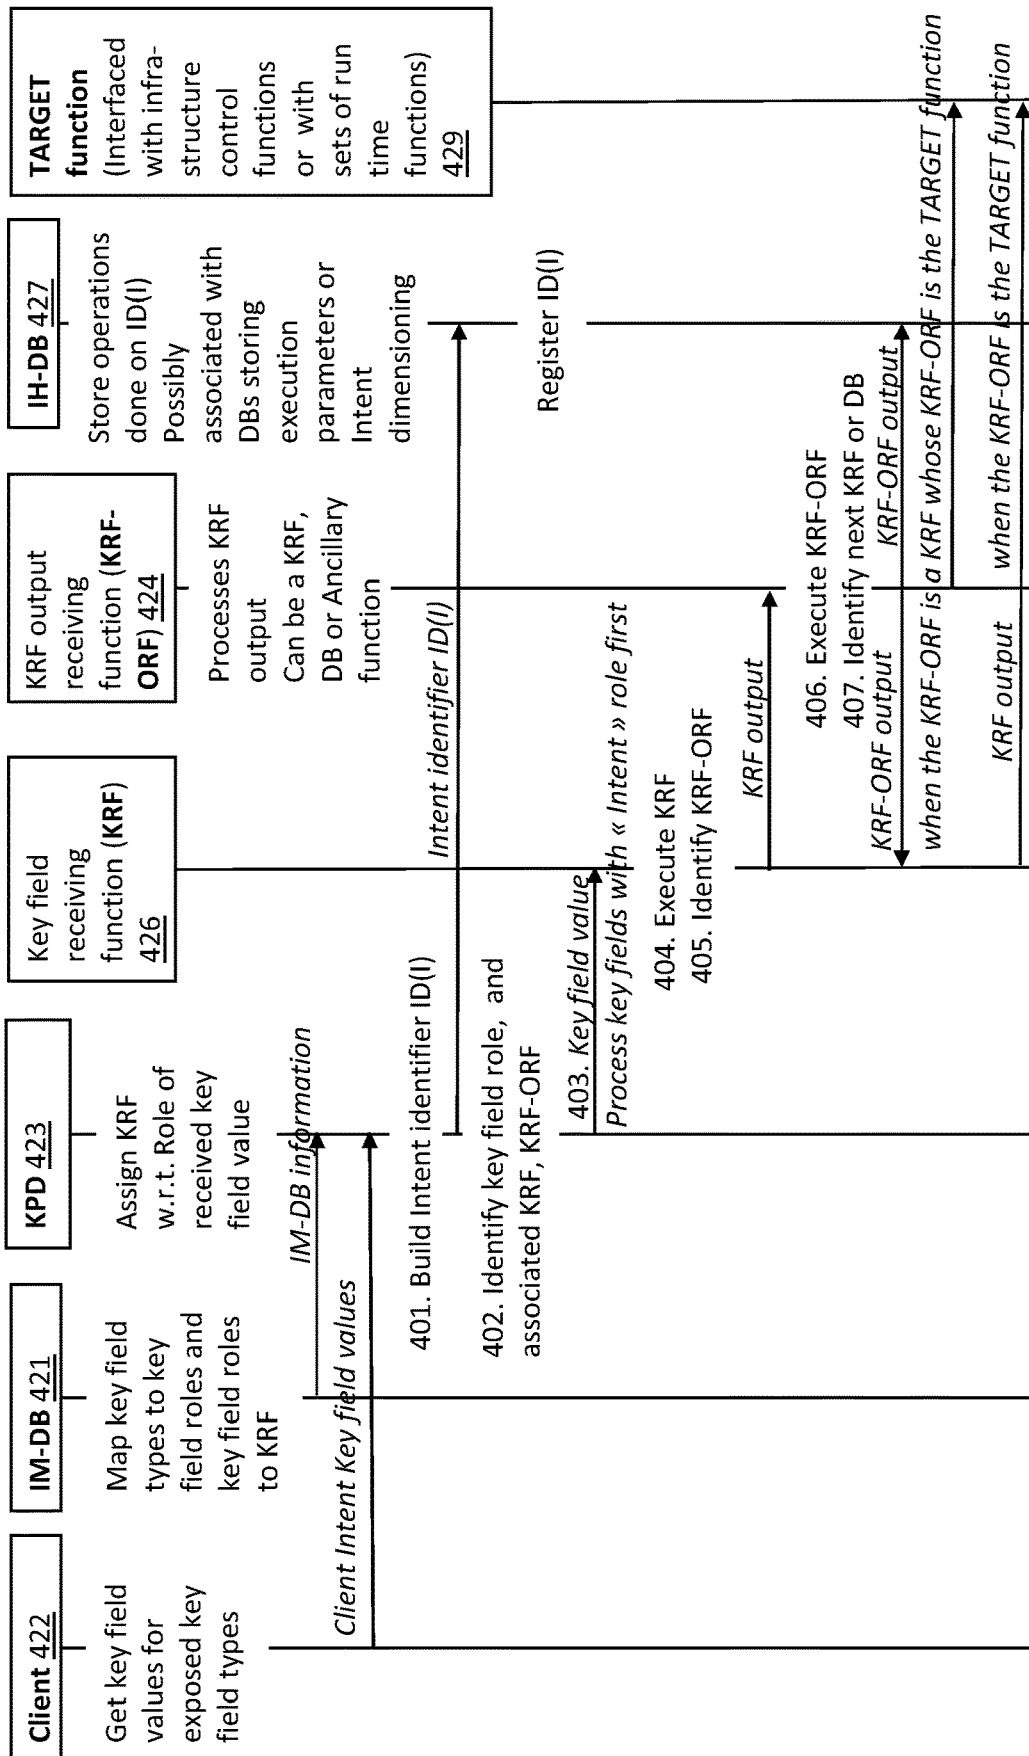 Client 422
Get key field
values for
exposed key
field types
IM-DB 421
Map key field
types to key
field roles and
key field roles
to KRF
KPD 423
Assign KRF
w.r.t. Role of
received key
field value
Key field
receiving
function (KRF)
426
KRF output
receiving
function (KRF-
ORF) 424
Processes KRF
output
Can be a KRF,
DB or Ancillary
function
IH-DB 427
Store operations
done on ID(I)
Possibly
associated with
DBs storing
execution
parameters or
Intent
dimensioning
TARGET
function
(Interfaced
with infra-
structure
control
functions
or with
sets of run
time
functions)
429
IM-DB information
Client Intent Key field values
401. Build Intent identifier ID(I)
Intent identifier ID(I)
402. Identify key field role, and
associated KRF, KRF-ORF
Register ID(I)
403. Key field value
Process key fields with « Intent » role first
404. Execute KRF
405. Identify KRF-ORF
KRF output
406. Execute KRF-ORF
407. Identify next KRF or DB
KRF-ORF output
KRF-ORF output
when the KRF-ORF is a KRF whose KRF-ORF is the TARGET function
KRF output
when the KRF-ORF is the TARGET function